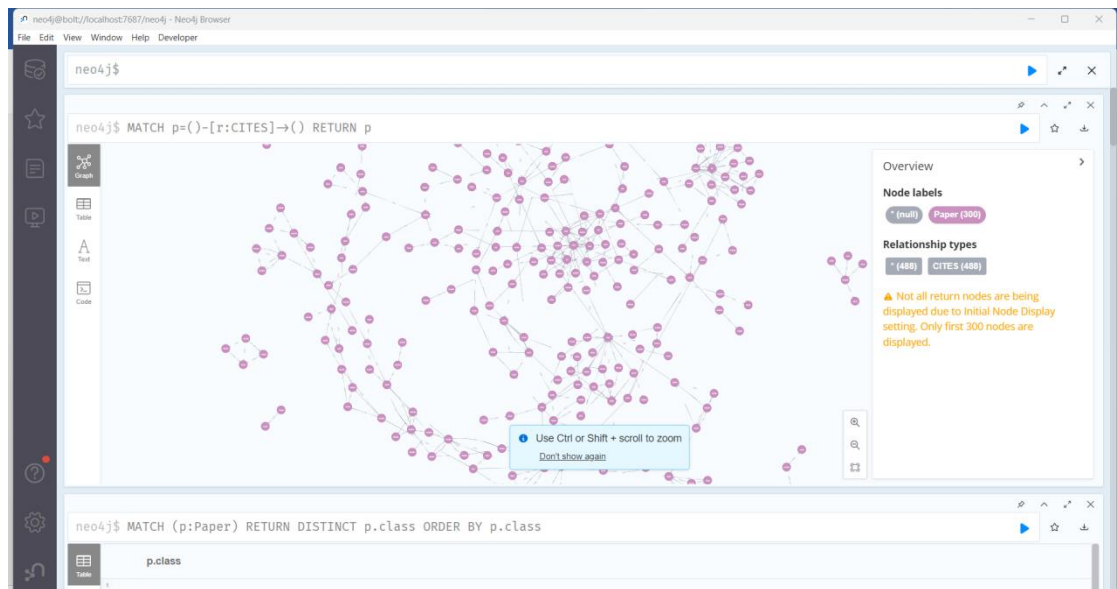 neo4j@bolt://localhost:7687/neo4j - Neo4j Browser
File Edit View Window Help Developer
neo4j$
neo4j$ MATCH p=()-[r:CITES]→() RETURN p
Graph
Table
Text
Code
Overview
Node labels
* (null) Paper (300)
Relationship types
* (488) CITES (488)
Not all return nodes are being
displayed due to Initial Node Display
setting. Only first 300 nodes are
displayed.
Use Ctrl or Shift + scroll to zoom
Don't show again
neo4j$ MATCH (p:Paper) RETURN DISTINCT p.class ORDER BY p.class
Table
p.class